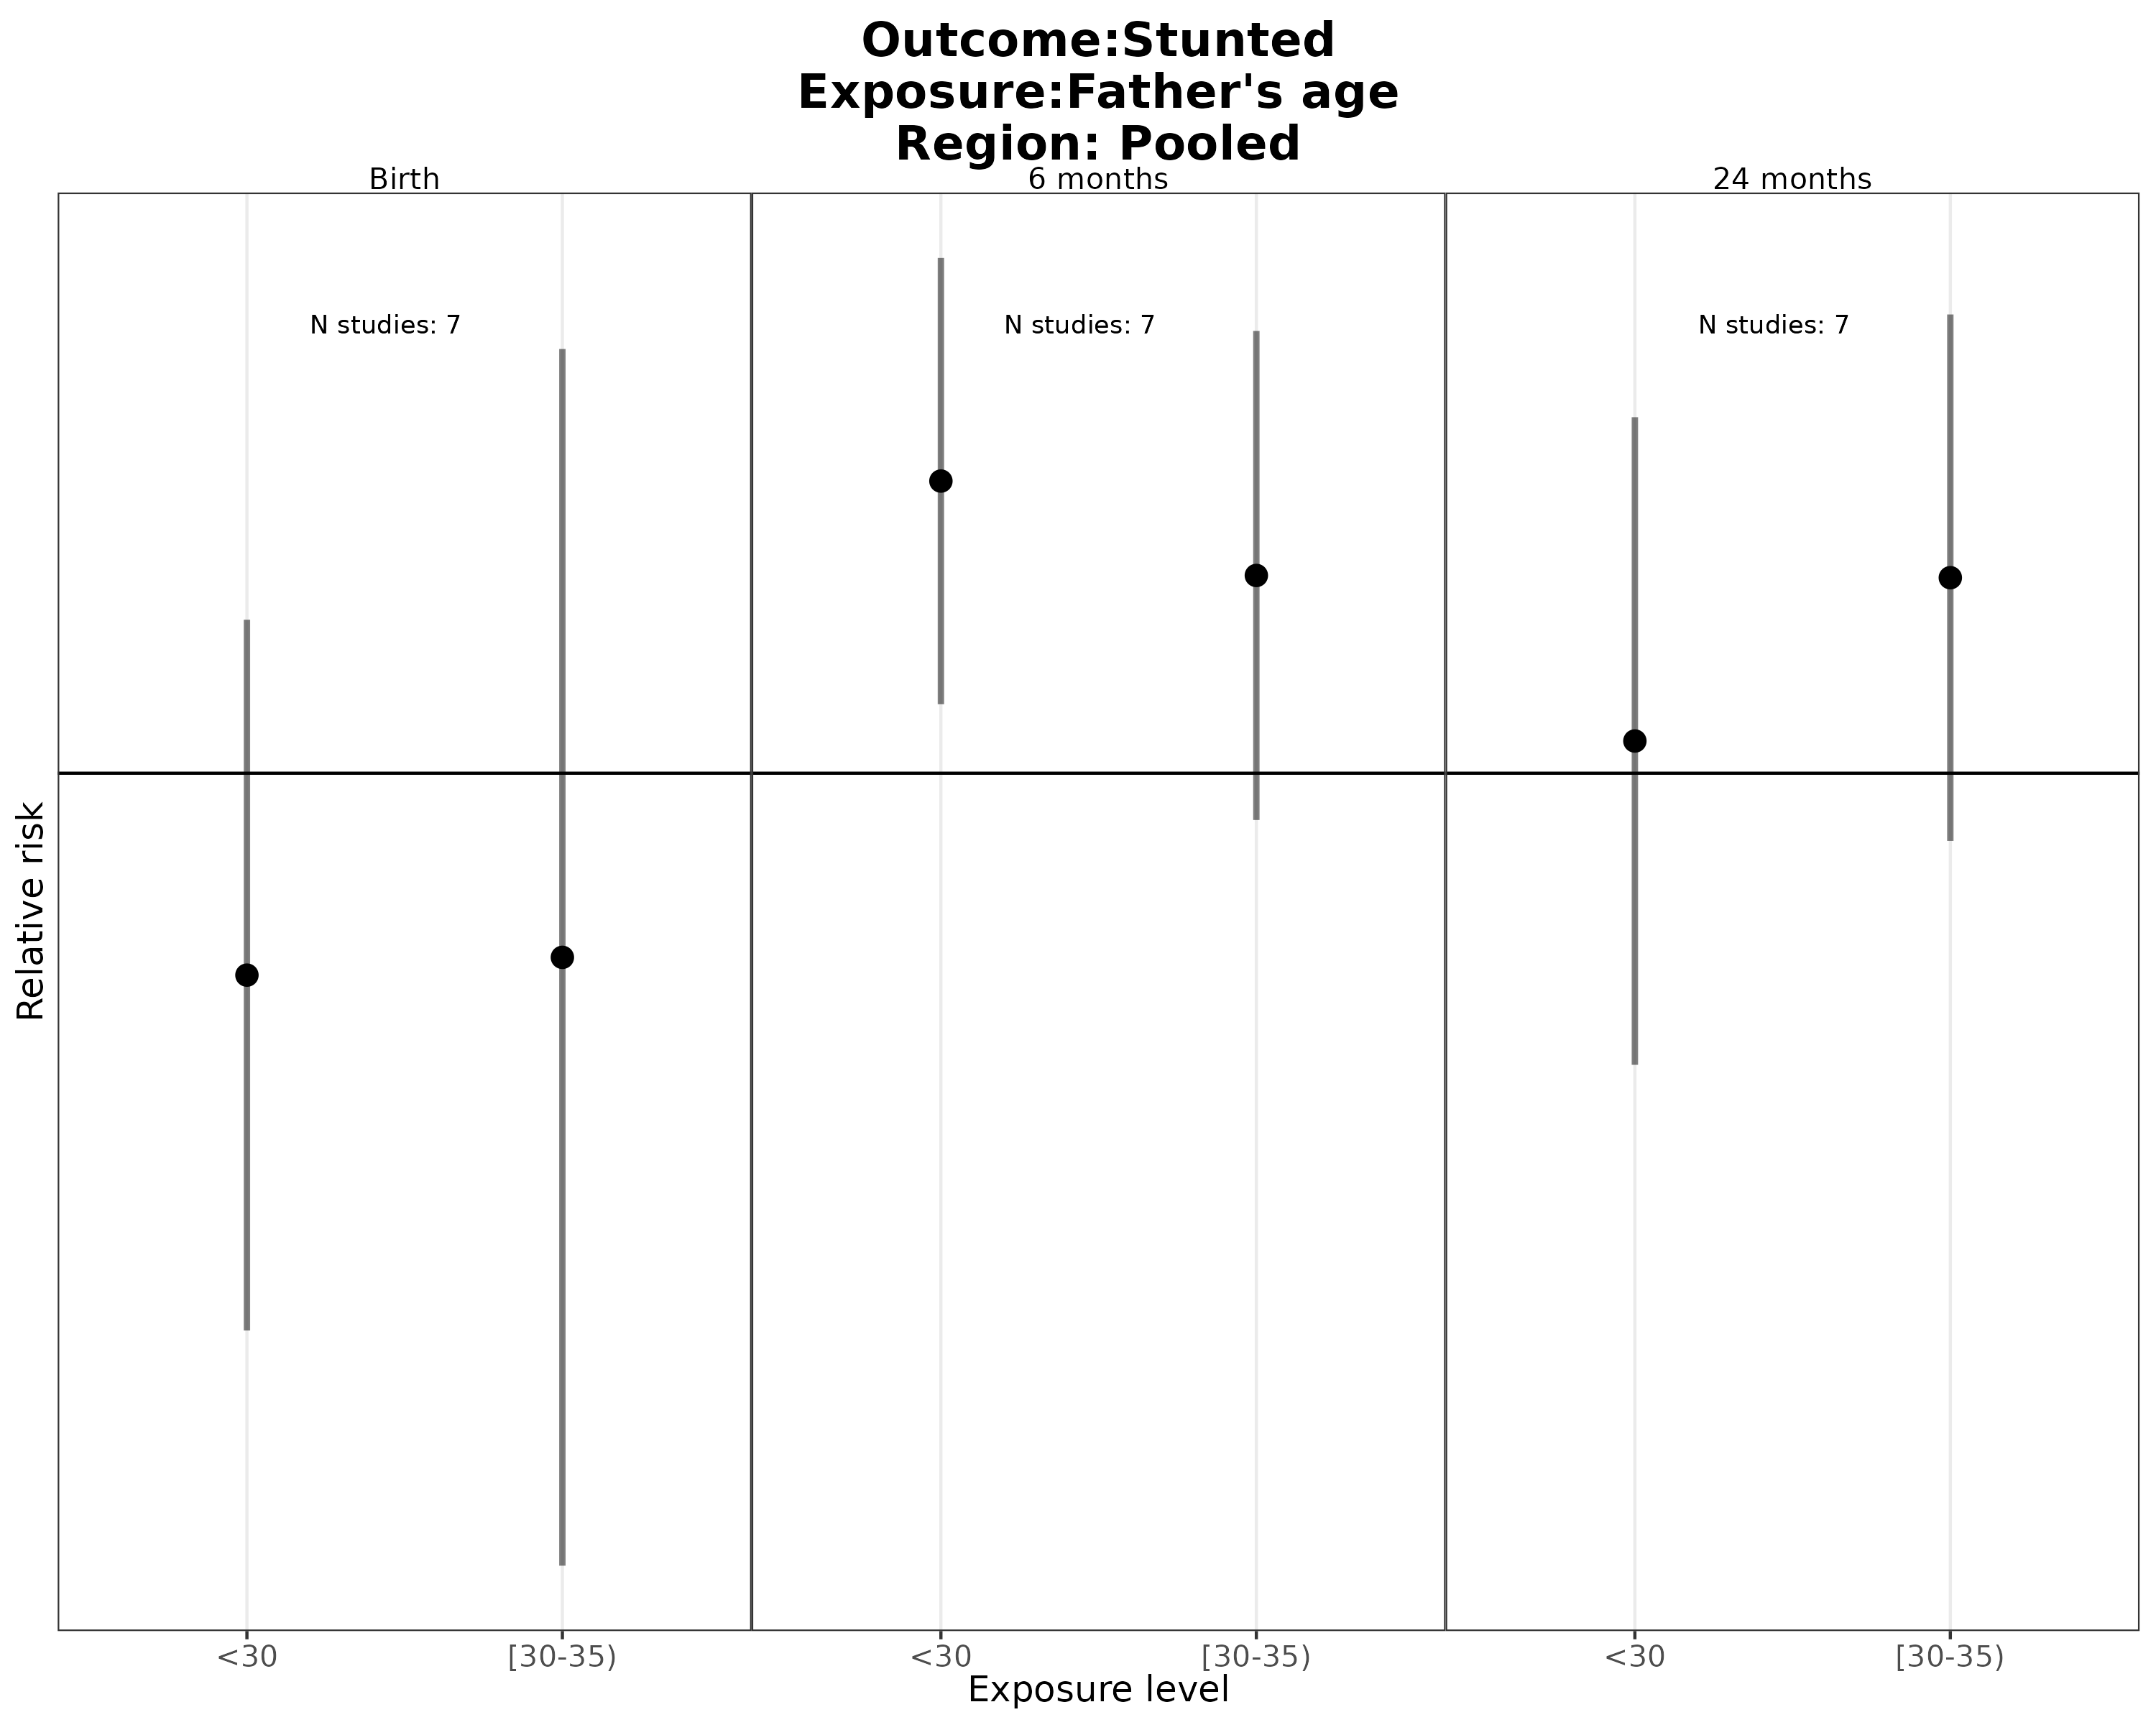 Outcome:Stunted
Exposure:Father's age
Region: Pooled
Birth
6 months
24 months
N studies: 7
N studies: 7
N studies: 7
Relative risk
<30
[30-35)
<30
[30-35)
<30
[30-35)
Exposure level